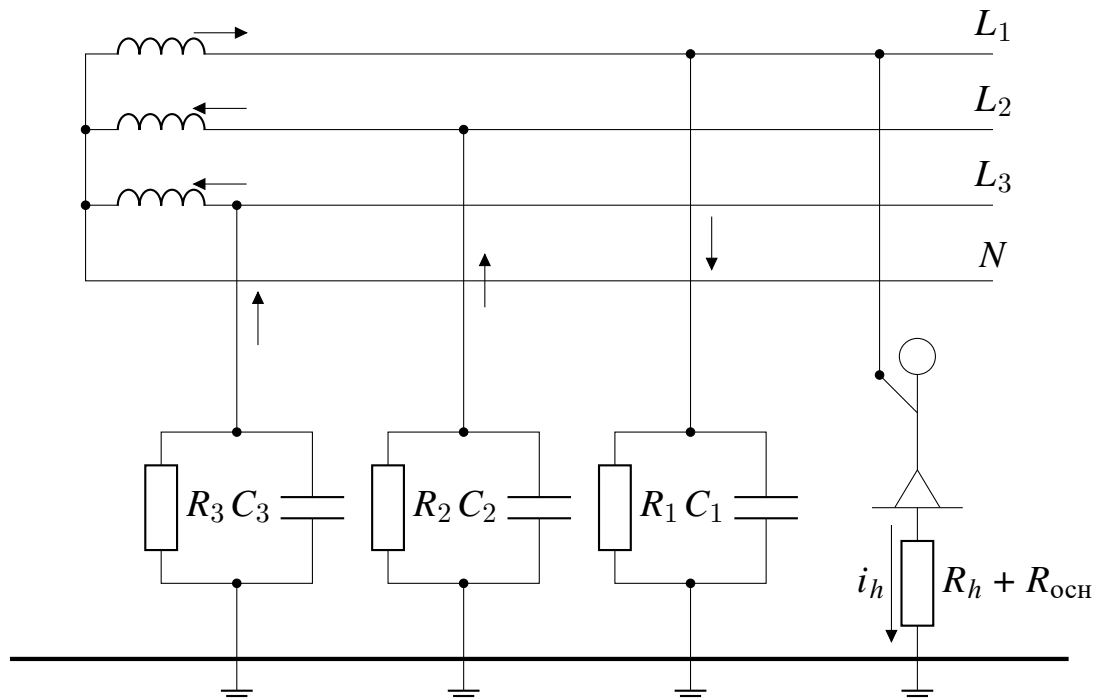 L₁
L₂
L₃
N
R₃ C₃
R₂ C₂
R₁ C₁
iₕ
Rₕ + Rосн